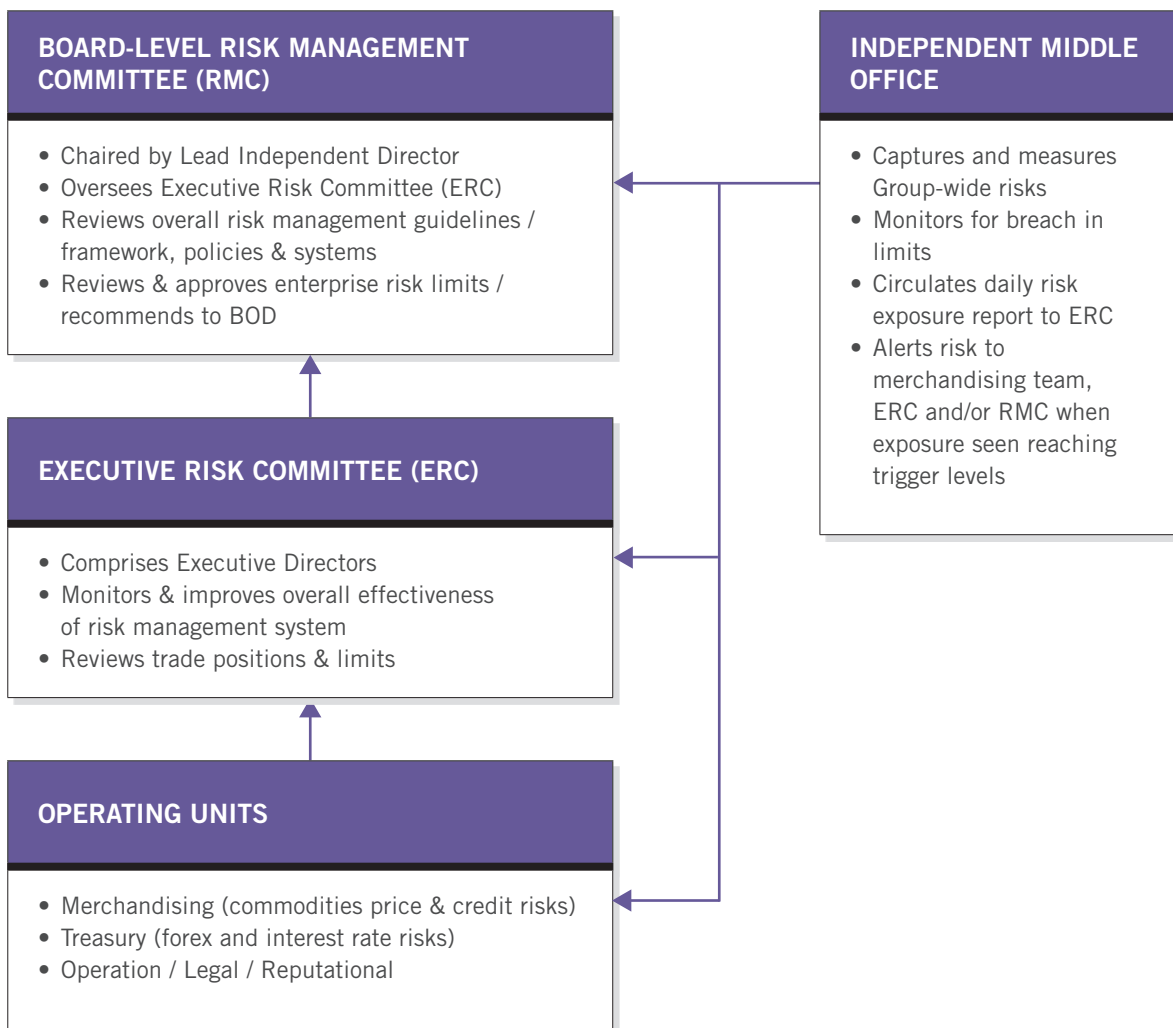 BOARD-LEVEL RISK MANAGEMENT
COMMITTEE (RMC)
• Chaired by Lead Independent Director
• Oversees Executive Risk Committee (ERC)
• Reviews overall risk management guidelines /
framework, policies & systems
• Reviews & approves enterprise risk limits /
recommends to BOD
INDEPENDENT MIDDLE
OFFICE
• Captures and measures
Group-wide risks
• Monitors for breach in
limits
• Circulates daily risk
exposure report to ERC
• Alerts risk to
merchandising team,
ERC and/or RMC when
exposure seen reaching
trigger levels
EXECUTIVE RISK COMMITTEE (ERC)
• Comprises Executive Directors
• Monitors & improves overall effectiveness
of risk management system
• Reviews trade positions & limits
OPERATING UNITS
• Merchandising (commodities price & credit risks)
• Treasury (forex and interest rate risks)
• Operation / Legal / Reputational